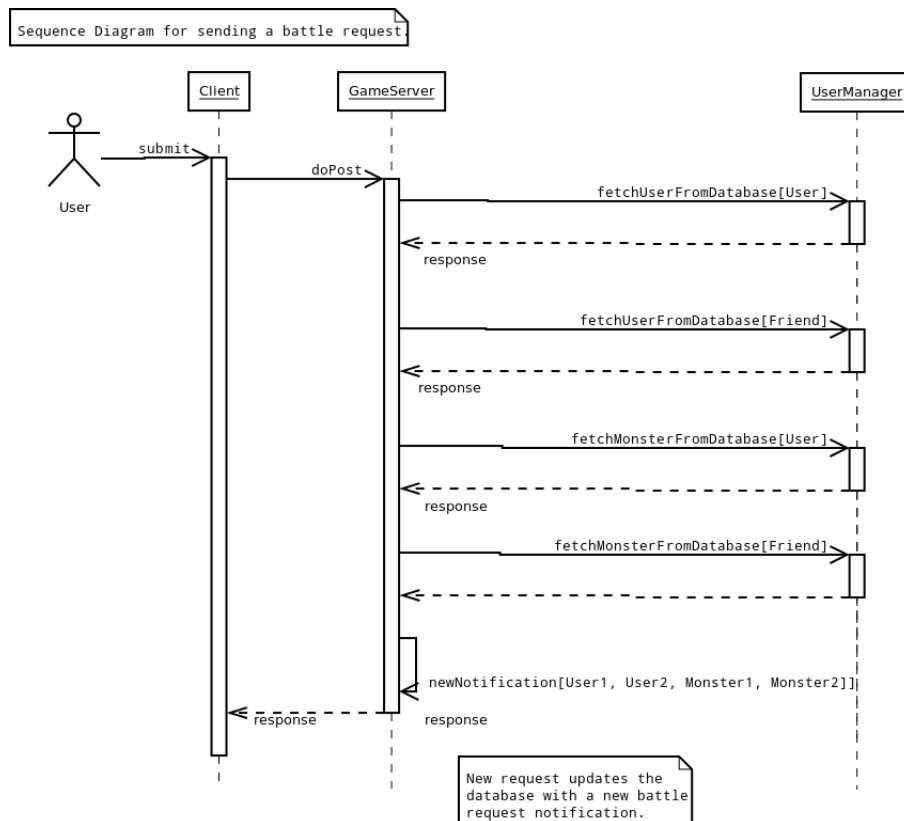 Sequence Diagram for sending a battle request.
Client
GameServer
UserManager
submit
User
doPost
fetchUserFromDatabase[User]
response
fetchUserFromDatabase[Friend]
response
fetchMonsterFromDatabase[User]
response
fetchMonsterFromDatabase[Friend]
newNotification[User1, User2, Monster1, Monster2]]
response
response
New request updates the
database with a new battle
request notification.